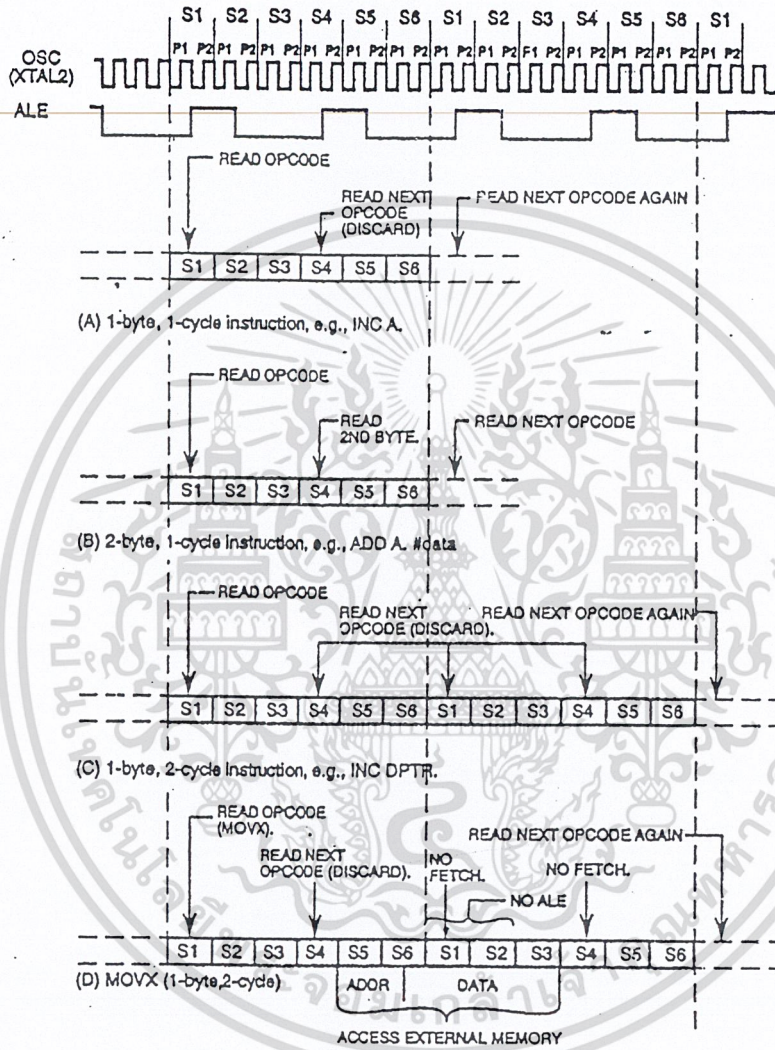 S1 S2 S3 S4 S5 S6 S1 S2 S3 S4 S5 S6 S1
P1 P2 P1 P2 P1 P2 P1 P2 P1 P2 P1 P2 P1 P2 P1 P2 F1 P2 P1 P2 P1 P2 P1 P2 P1 P2
OSC
(XTAL2)
ALE
READ OPCODE
READ NEXT
OPCODE
(DISCARD)
READ NEXT OPCODE AGAIN
S1 S2 S3 S4 S5 S6
(A) 1-byte, 1-cycle instruction, e.g., INC A.
READ OPCODE
READ
2ND BYTE.
READ NEXT OPCODE
S1 S2 S3 S4 S5 S6
(B) 2-byte, 1-cycle instruction, e.g., ADD A. #data
READ OPCODE
READ NEXT
OPCODE (DISCARD).
READ NEXT OPCODE AGAIN
S1 S2 S3 S4 S5 S6 S1 S2 S3 S4 S5 S6
(C) 1-byte, 2-cycle instruction, e.g., INC DPTR.
READ OPCODE
(MOVX).
READ NEXT
OPCODE (DISCARD).
NO
FETCH.
NO ALE
NO FETCH.
READ NEXT OPCODE AGAIN
S1 S2 S3 S4 S5 S6 S1 S2 S3 S4 S5 S6
(D) MOVX (1-byte,2-cycle)
ADDR DATA
ACCESS EXTERNAL MEMORY